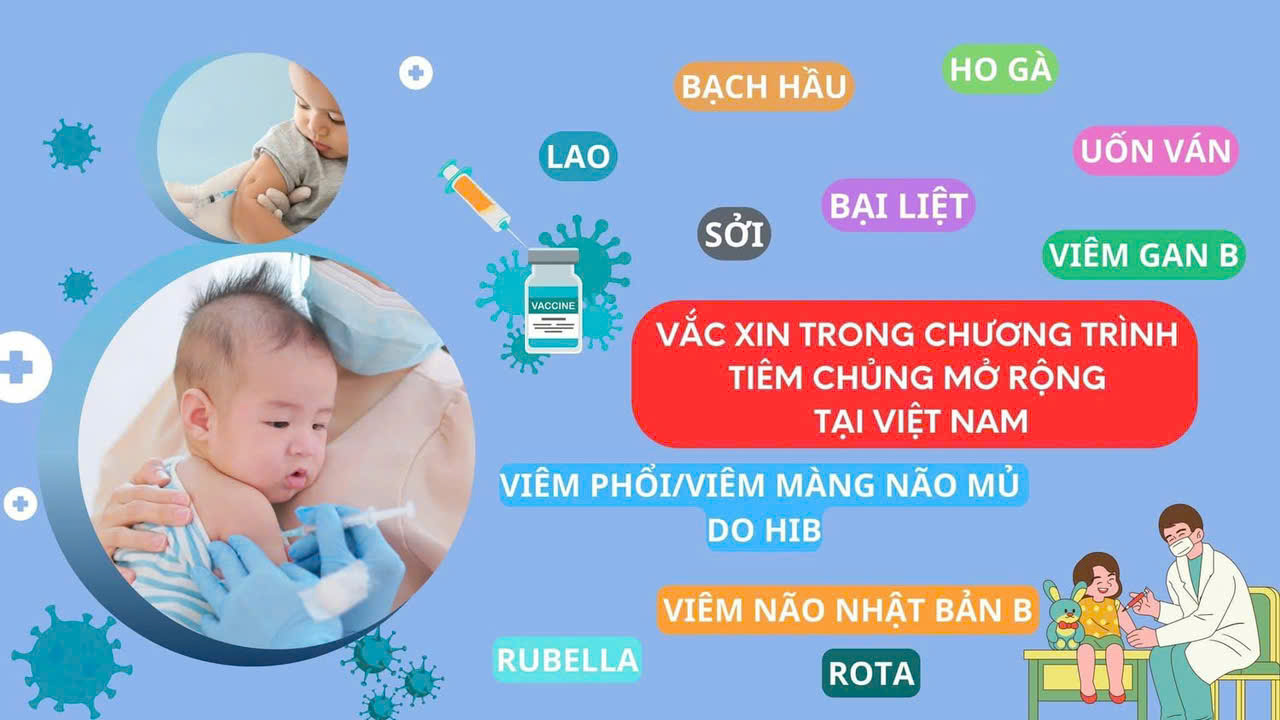 BẠCH HẦU
HO GÀ
LAO
UỐN VÁN
BẠI LIỆT
SỞI
VIÊM GAN B
VACCINE
VẮC XIN TRONG CHƯƠNG TRÌNH
TIÊM CHỦNG MỞ RỘNG
TẠI VIỆT NAM
VIÊM PHỔI/VIÊM MÀNG NÃO MỦ
DO HIB
VIÊM NÃO NHẬT BẢN B
RUBELLA
ROTA